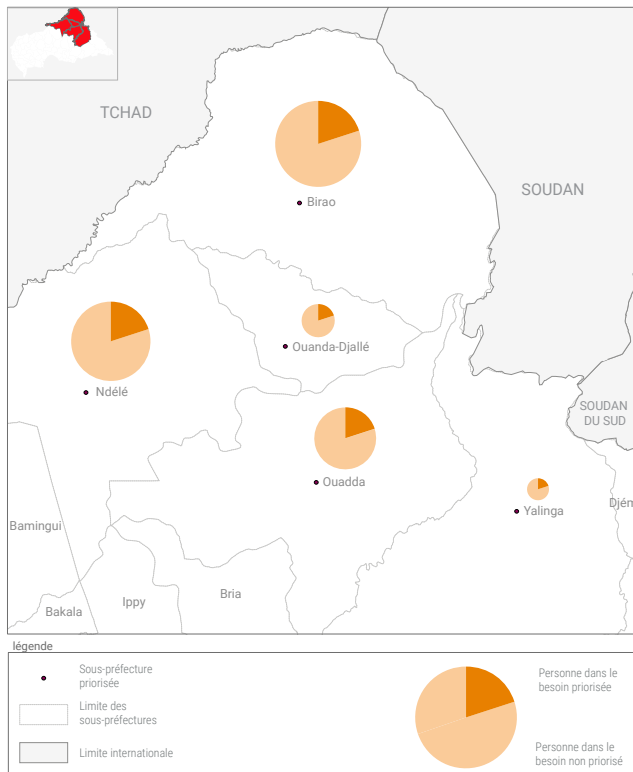 TCHAD
Birao
SOUDAN
Ouanda-Djallé
Ndélé
SOUDAN
DU SUD
Ouadda
Yalinga
Djém
Bamingui
Bakala
Ippy
Bria
légende
Sous-préfecture
priorisée
Limite des
sous-préfectures
Limite internationale
Personne dans le
besoin priorisée
Personne dans le
besoin non priorisé